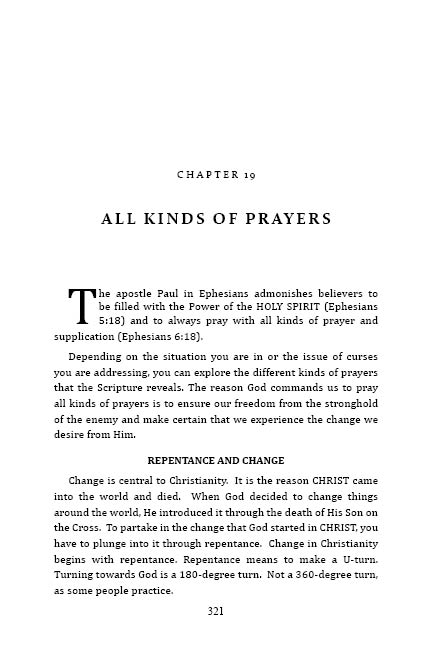 CHAPTER 19
ALL KINDS OF PRAYERS
The apostle Paul in Ephesians admonishes believers to
be filled with the Power of the HOLY SPIRIT (Ephesians
5:18) and to always pray with all kinds of prayer and
supplication (Ephesians 6:18).
Depending on the situation you are in or the issue of curses
you are addressing, you can explore the different kinds of prayers
that the Scripture reveals. The reason God commands us to pray
all kinds of prayers is to ensure our freedom from the stronghold
of the enemy and make certain that we experience the change we
desire from Him.
REPENTANCE AND CHANGE
Change is central to Christianity. It is the reason CHRIST came
into the world and died. When God decided to change things
around the world, He introduced it through the death of His Son on
the Cross. To partake in the change that God started in CHRIST, you
have to plunge into it through repentance. Change in Christianity
begins with repentance. Repentance means to make a U-turn.
Turning towards God is a 180-degree turn. Not a 360-degree turn,
as some people practice.
321